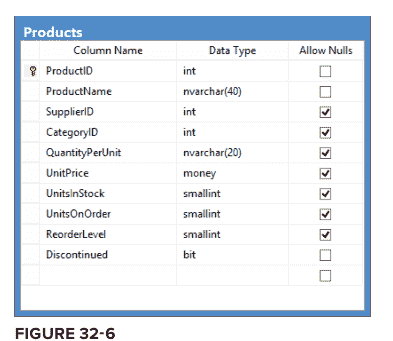 Products
Column Name Data Type Allow Nulls
ProductID int
ProductName nvarchar(40)
SupplierID int
CategoryID int
QuantityPerUnit nvarchar(20)
UnitPrice money
UnitsInStock smallint
UnitsOnOrder smallint
ReorderLevel smallint
Discontinued bit
FIGURE 32-6